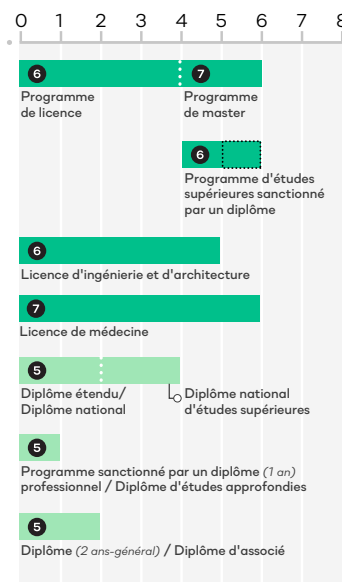 0 1 2 3 4 5 6 7 8
6 7
Programme
de licence
Programme
de master
6
Programme d'études
supérieures sanctionné
par un diplôme
6
Licence d'ingénierie et d'architecture
7
Licence de médecine
5
Diplôme étendu/
Diplôme national
Diplôme national
d'études supérieures
5
Programme sanctionné par un diplôme (1 an)
professionnel / Diplôme d'études approfondies
5
Diplôme (2 ans-général) / Diplôme d'associé